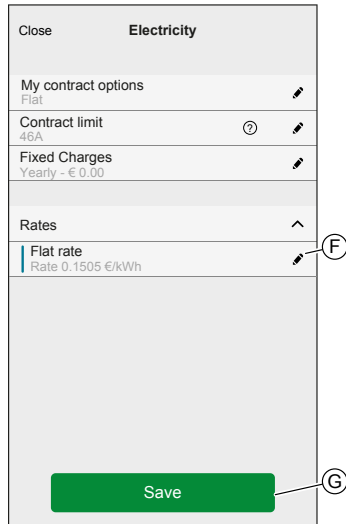 Close Electricity
My contract options
Flat
Contract limit
46A
Fixed Charges
Yearly - € 0.00
Rates
Flat rate
Rate 0.1505 €/kWh
F
Save
G